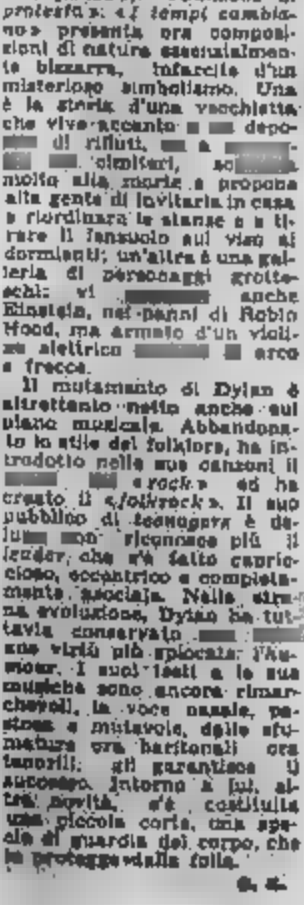 protesta»: «I tempi cambia-
no» presenta ora composi-
zioni di natura essenzialmen-
te bizzarra, infarcite d'un
misterioso simbolismo. Una
è la storia d'una vecchietta
che vive accanto a depo-
di rifiuti,
cimiteri,
molto alla morte e propone
alla gente di invitarla in casa
a riordinare le stanze e a ti-
rare il lenzuolo sul viso ai
dormienti; un'altra è una gal-
leria di personaggi grotte-
schi: vi anche
Einstein, nei panni di Robin
Hood, ma armato d'un violi-
no elettrico arco
e frecce.
Il mutamento di Dylan è
altrettanto netto anche sul
piano musicale. Abbandona-
to lo stile del folklore, ha in-
trodotto nelle sue canzoni il
«rock» ed ha
creato il «folkrock». Il suo
pubblico di teenagers è de-
non riconosce più il
leader, che s'è fatto capric-
cioso, eccentrico e completa-
mente asociale. Nella stra-
na evoluzione, Dylan ha tut-
tavia conservato
sue virtù più spiccate: l'hu-
mour. I suoi testi e le sue
musiche sono ancora rimar-
chevoli, la voce nasale, pa-
stosa e mutevole, dalle sfu-
mature ora baritonali ora
tenorili, gli garantisce il
successo. Intorno a lui, al-
tra novità, s'è costituita
una piccola corte, una spe-
cie di guardia del corpo, che
lo protegge dalla folla.